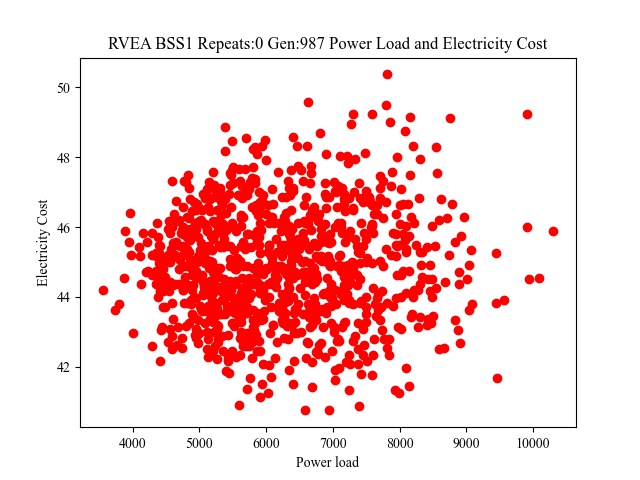 RVEA BSS1 Repeats:0 Gen:987 Power Load and Electricity Cost
50
48
46
44
42
Electricity Cost
4000 5000 6000 7000 8000 9000 10000
Power load